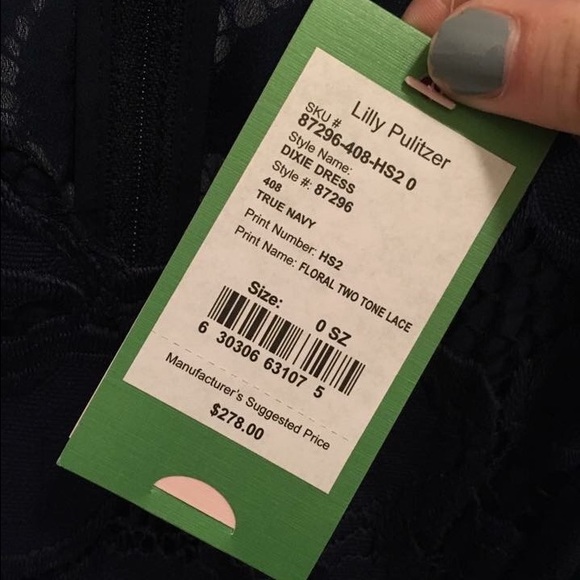 Lilly Pulitzer
SKU #
87296-408-HS2 0
Style Name:
DIXIE DRESS
Style #: 87296
408
TRUE NAVY
Print Number: HS2
Print Name: FLORAL TWO TONE LACE
Size: 0 SZ
6 30306 63107 5
Manufacturer's Suggested Price
$278.00